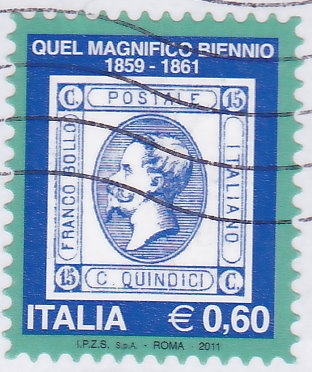 QUEL MAGNIFICO BIENNIO
1859 - 1861
C. POSTALE 15
FRANCO BOLLO
ITALIANO
15 C. QUINDICI C.
ITALIA € 0,60
I.P.Z.S. S.p.A. - ROMA - 2011